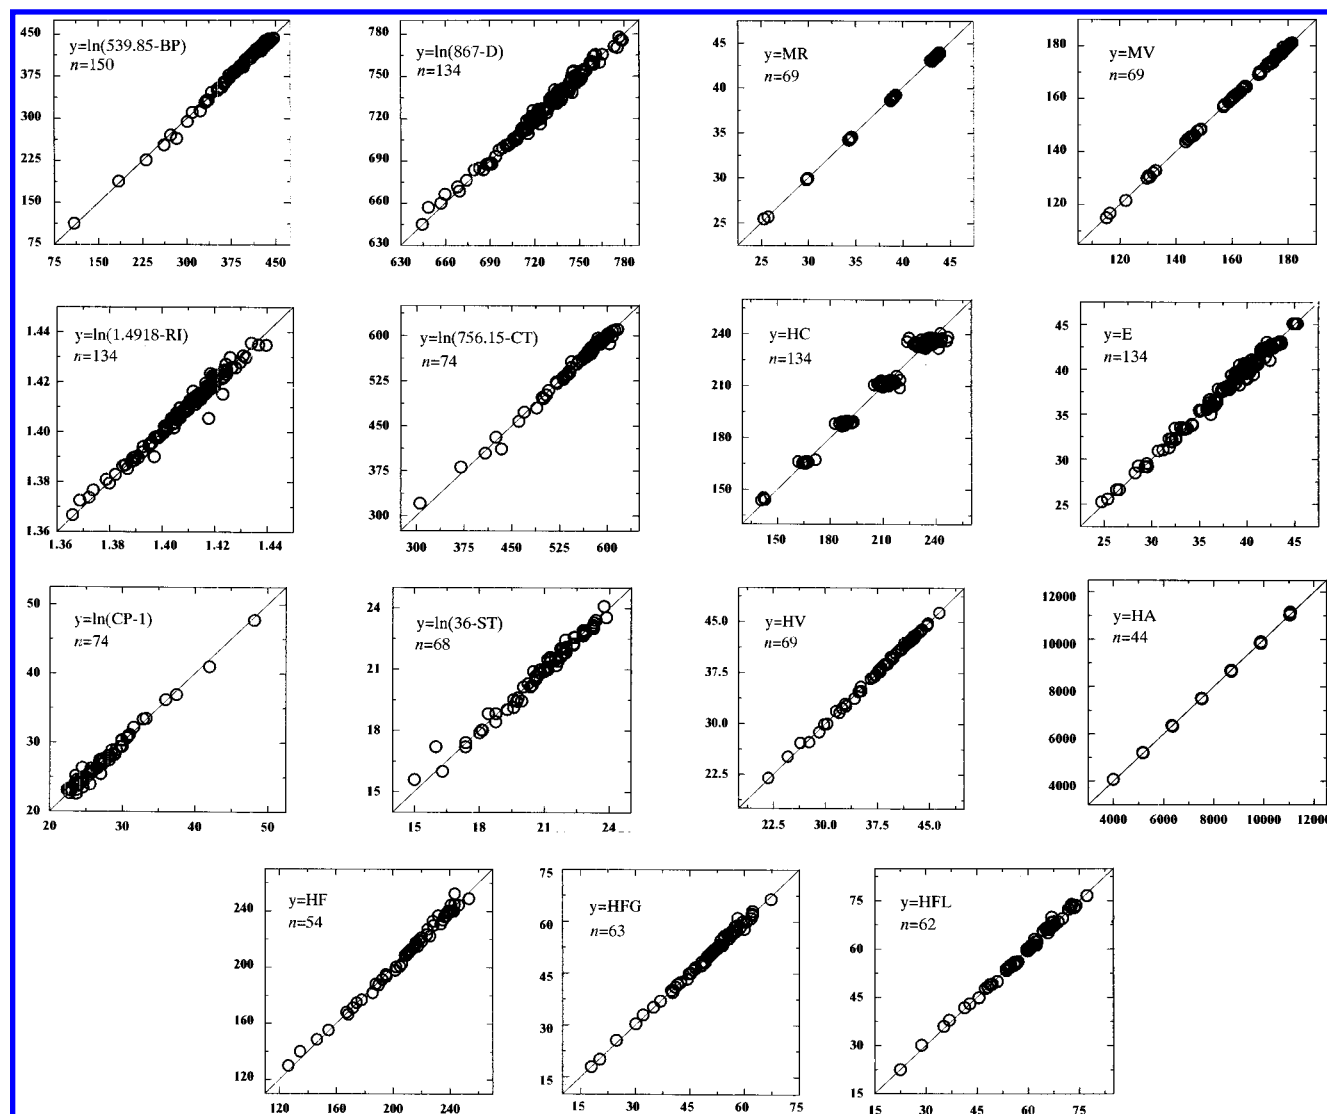 450
375
300
225
150
75
y=ln(539.85-BP)
n=150
75 150 225 300 375 450
780
750
720
690
660
630
y=ln(867-D)
n=134
630 660 690 720 750 780
45
40
35
30
25
y=MR
n=69
25 30 35 40 45
180
160
140
120
y=MV
n=69
120 140 160 180
1.44
1.42
1.40
1.38
1.36
y=ln(1.4918-RI)
n=134
1.36 1.38 1.40 1.42 1.44
600
525
450
375
300
y=ln(756.15-CT)
n=74
300 375 450 525 600
240
210
180
150
y=HC
n=134
150 180 210 240
45
40
35
30
25
y=E
n=134
25 30 35 40 45
50
40
30
20
y=ln(CP-1)
n=74
20 30 40 50
24
21
18
15
y=ln(36-ST)
n=68
15 18 21 24
45.0
37.5
30.0
22.5
y=HV
n=69
22.5 30.0 37.5 45.0
12000
10000
8000
6000
4000
y=HA
n=44
4000 6000 8000 10000 12000
240
200
160
110
y=HF
n=54
120 160 200 240
75
60
45
30
15
y=HFG
n=63
15 30 45 60 75
75
60
45
30
15
y=HFL
n=62
15 30 45 60 75